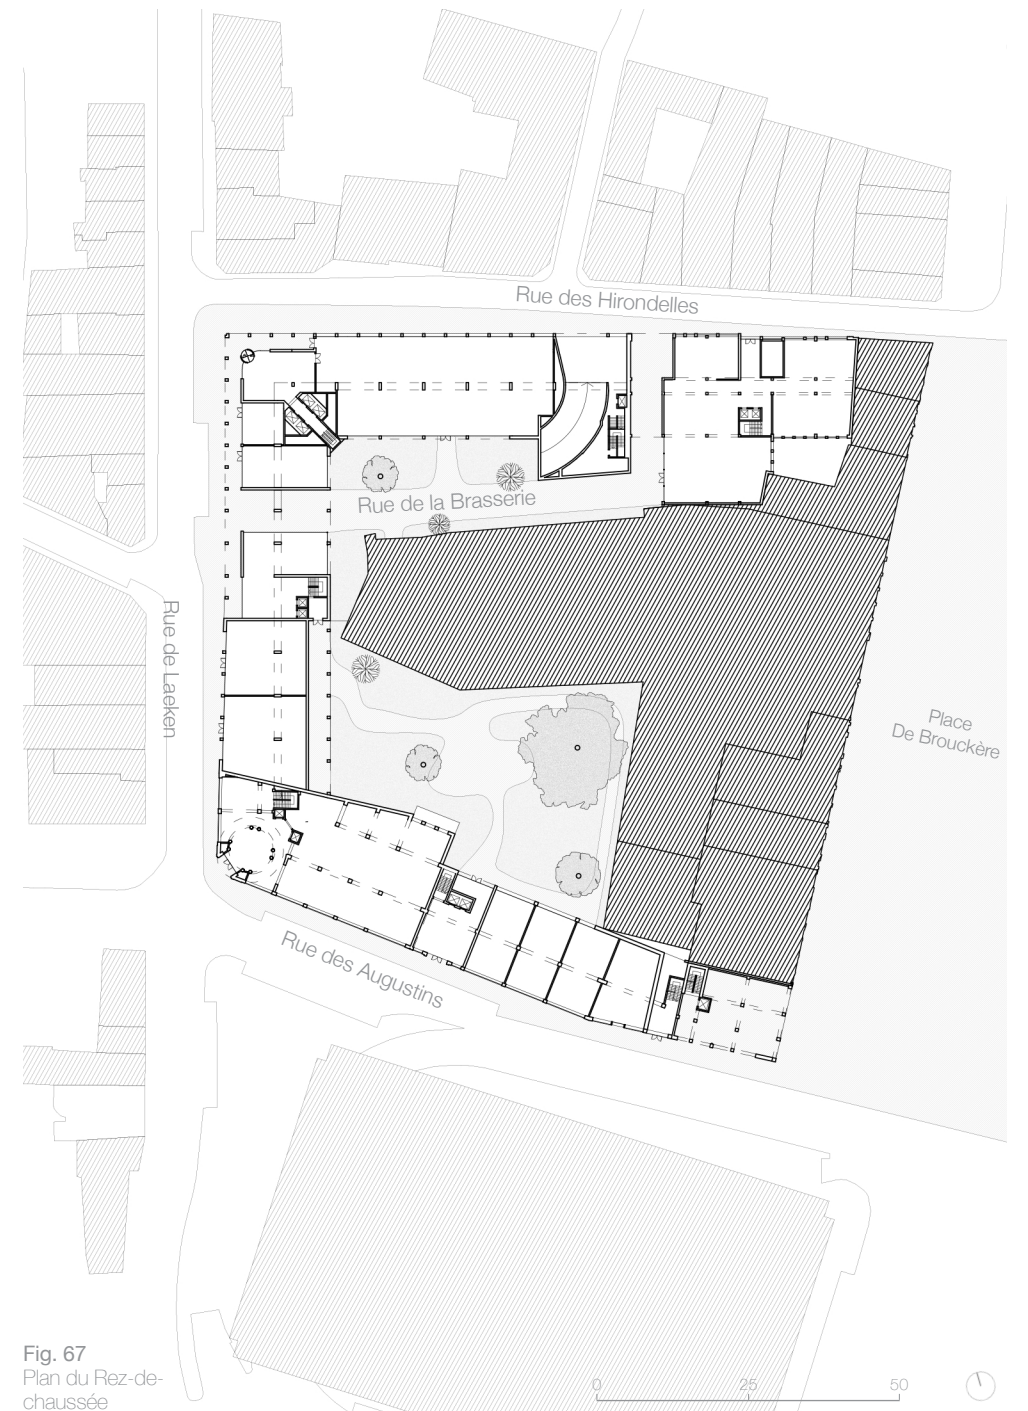 Rue des Hirondelles
Rue de la Brasserie
Rue de Laeken
Place
De Brouckère
Rue des Augustins
Fig. 67
Plan du Rez-de-
chaussée
0 25 50